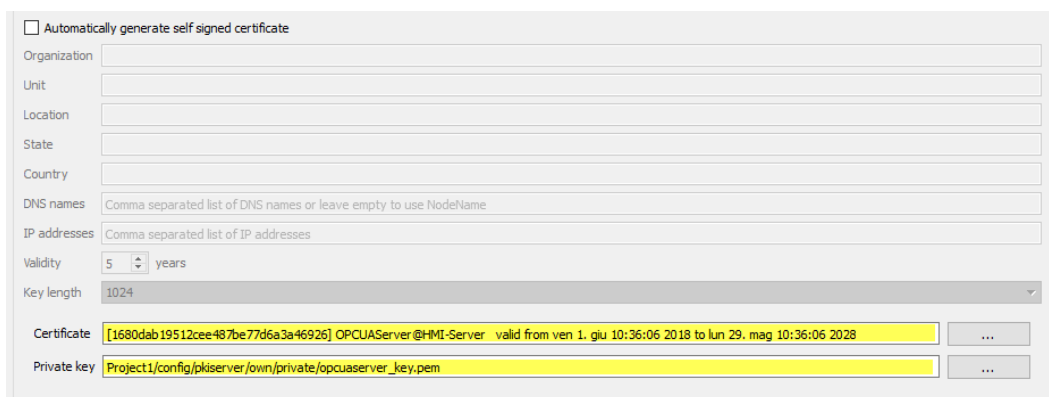 Automatically generate self signed certificate
Organization
Unit
Location
State
Country
DNS names Comma separated list of DNS names or leave empty to use NodeName
IP addresses Comma separated list of IP addresses
Validity 5 years
Key length 1024
Certificate [1680dab19512cee487be77d6a3a46926] OPCUAServer@HMI-Server valid from ven 1. giu 10:36:06 2018 to lun 29. mag 10:36:06 2028 ...
Private key Project1/config/pkiserver/own/private/opcuaserver_key.pem ...